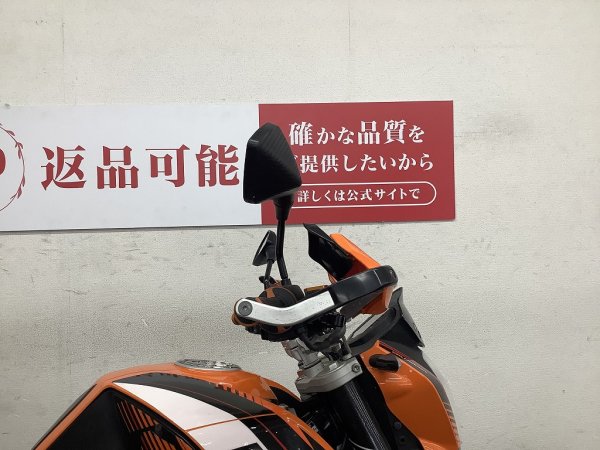 返品可能
確かな品質を
提供したいから
詳しくは公式サイトで